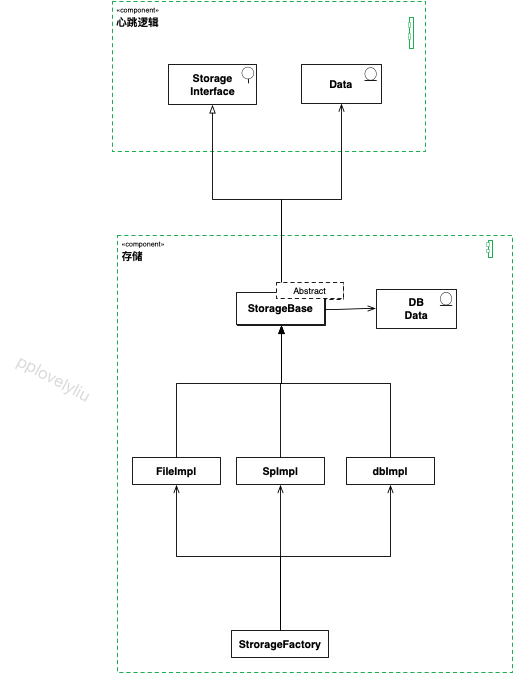 «component»
心跳逻辑
Storage
Interface
Data
«component»
存储
Abstract
StorageBase
DB
Data
pplovelyliu
FileImpl
SpImpl
dbImpl
StrorageFactory